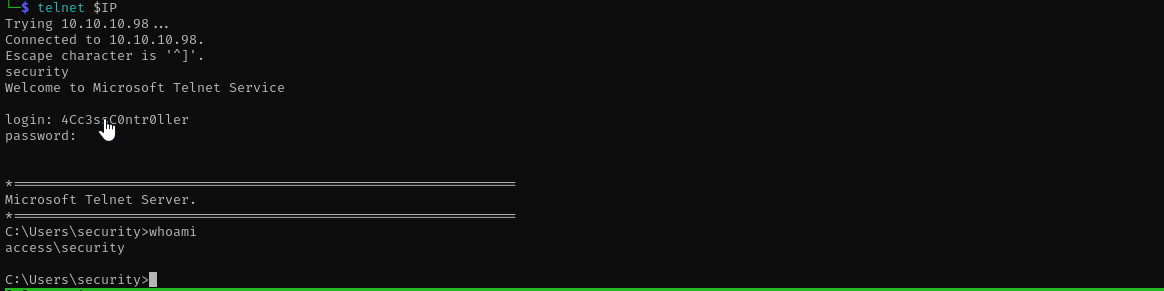 └─$ telnet $IP
Trying 10.10.10.98...
Connected to 10.10.10.98.
Escape character is '^]'.
security
Welcome to Microsoft Telnet Service
login: 4Cc3ssC0ntr0ller
password:
*===============================================================
Microsoft Telnet Server.
*===============================================================
C:\Users\security>whoami
access\security
C:\Users\security>